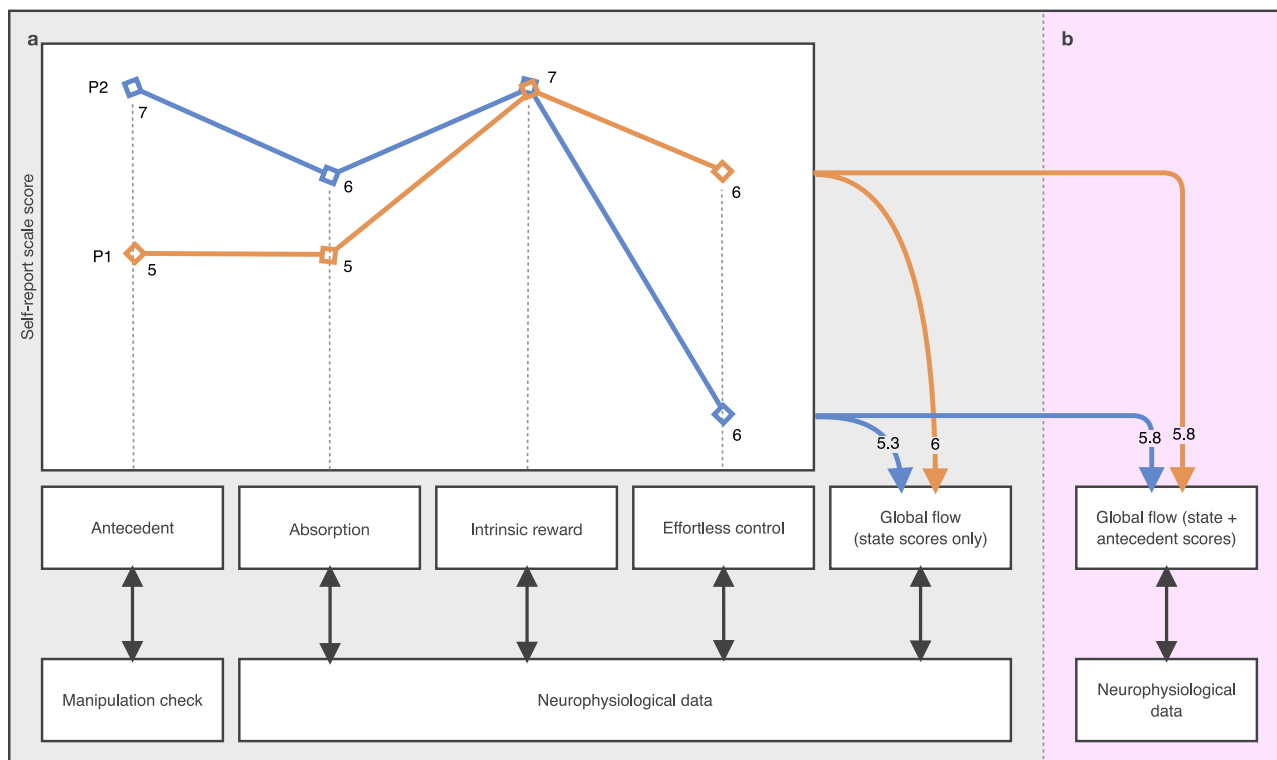 a
b
Self-report scale score
P2
7
6
7
6
P1
5
5
6
5.3
6
5.8
5.8
Antecedent
Absorption
Intrinsic reward
Effortless control
Global flow
(state scores only)
Global flow (state +
antecedent scores)
Manipulation check
Neurophysiological data
Neurophysiological
data